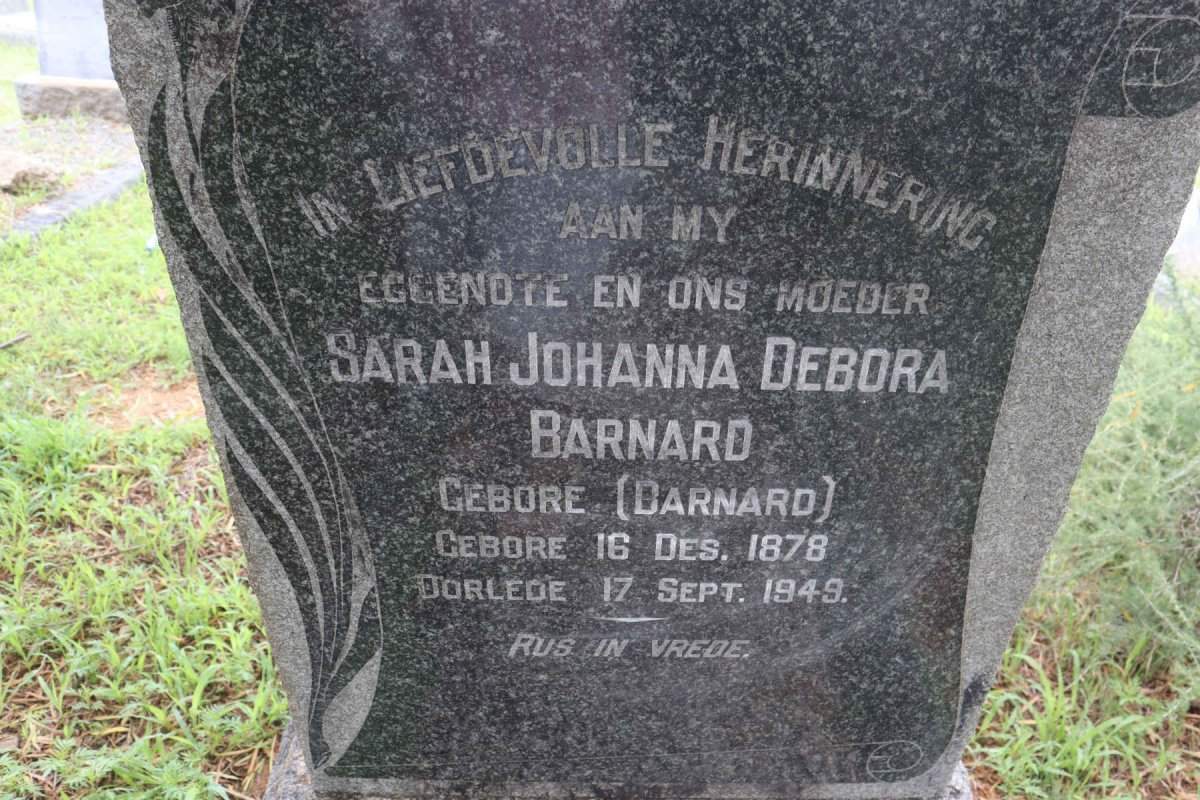 IN LIEFDEVOLLE HERINNERING
AAN MY
EGGENOTE EN ONS MOEDER
SARAH JOHANNA DEBORA
BARNARD
GEBORE (BARNARD)
GEBORE 16 DES. 1878
OORLEDE 17 SEPT. 1949.
RUS IN VREDE.